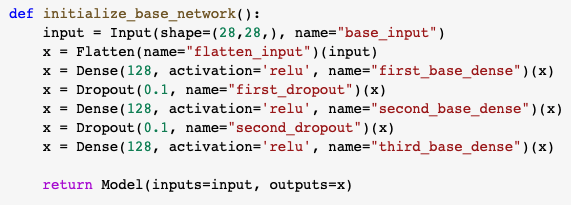 def initialize_base_network():
    input = Input(shape=(28,28,), name="base_input")
    x = Flatten(name="flatten_input")(input)
    x = Dense(128, activation='relu', name="first_base_dense")(x)
    x = Dropout(0.1, name="first_dropout")(x)
    x = Dense(128, activation='relu', name="second_base_dense")(x)
    x = Dropout(0.1, name="second_dropout")(x)
    x = Dense(128, activation='relu', name="third_base_dense")(x)

    return Model(inputs=input, outputs=x)